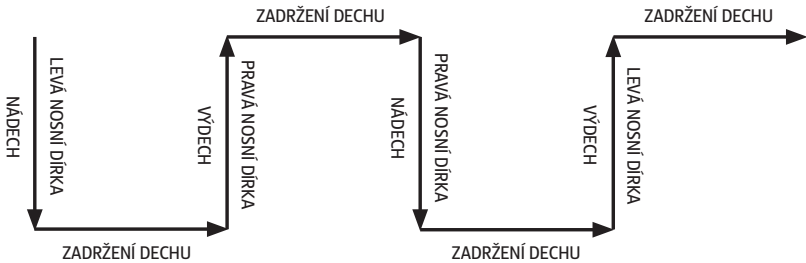 NÁDECH
LEVÁ NOSNÍ DÍRKA
ZADRŽENÍ DECHU
VÝDECH
PRAVÁ NOSNÍ DÍRKA
ZADRŽENÍ DECHU
NÁDECH
PRAVÁ NOSNÍ DÍRKA
ZADRŽENÍ DECHU
VÝDECH
LEVÁ NOSNÍ DÍRKA
ZADRŽENÍ DECHU